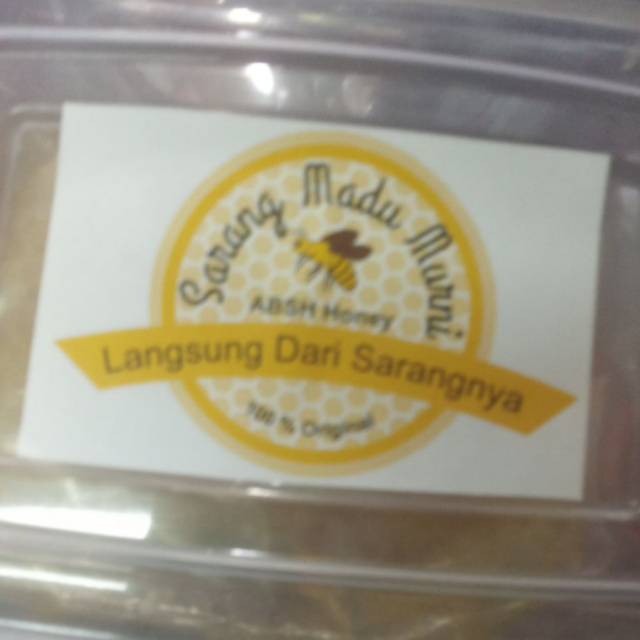 Sarang Madu Murni
ABSH Honey
Langsung Dari Sarangnya
100 % Original